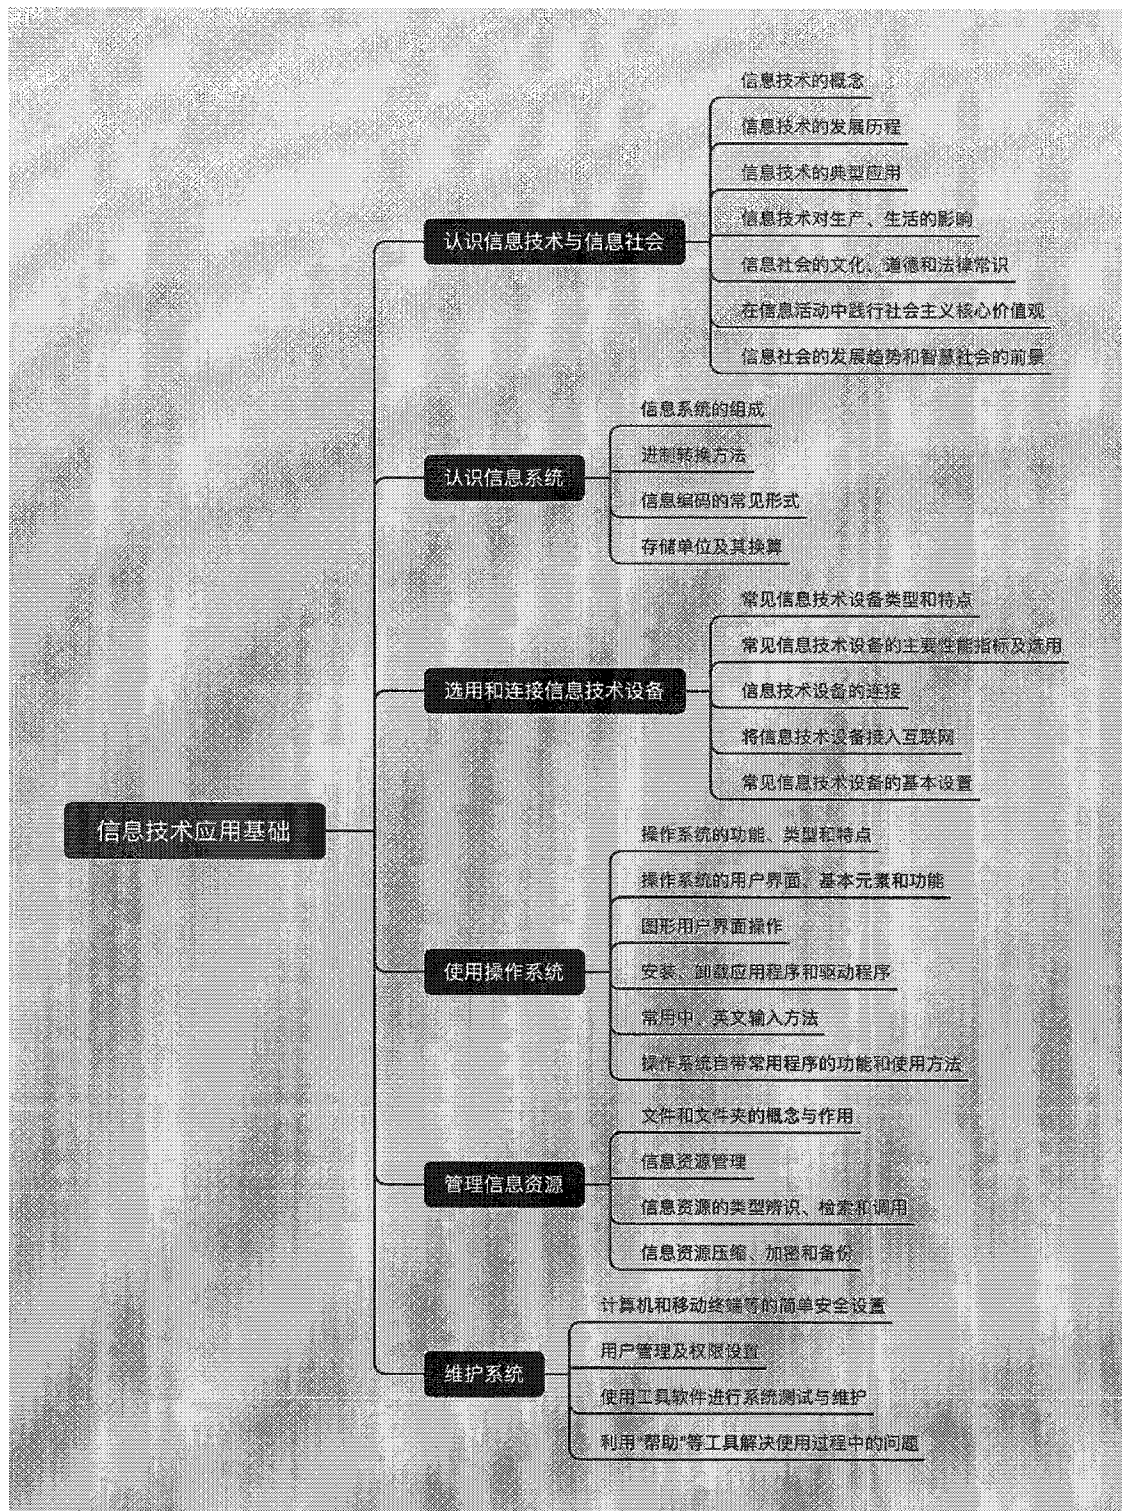 信息技术应用基础
认识信息技术与信息社会
信息技术的概念
信息技术的发展历程
信息技术的典型应用
信息技术对生产、生活的影响
信息社会的文化、道德和法律常识
在信息活动中践行社会主义核心价值观
信息社会的发展趋势和智慧社会的前景
认识信息系统
信息系统的组成
进制转换方法
信息编码的常见形式
存储单位及其换算
选用和连接信息技术设备
常见信息技术设备类型和特点
常见信息技术设备的主要性能指标及选用
信息技术设备的连接
将信息技术设备接入互联网
常见信息技术设备的基本设置
使用操作系统
操作系统的功能、类型和特点
操作系统的用户界面、基本元素和功能
图形用户界面操作
安装、卸载应用程序和驱动程序
常用中、英文输入方法
操作系统自带常用程序的功能和使用方法
管理信息资源
文件和文件夹的概念与作用
信息资源管理
信息资源的类型辨识、检索和调用
信息资源压缩、加密和备份
维护系统
计算机和移动终端等的简单安全设置
用户管理及权限设置
使用工具软件进行系统测试与维护
利用“帮助”等工具解决使用过程中的问题